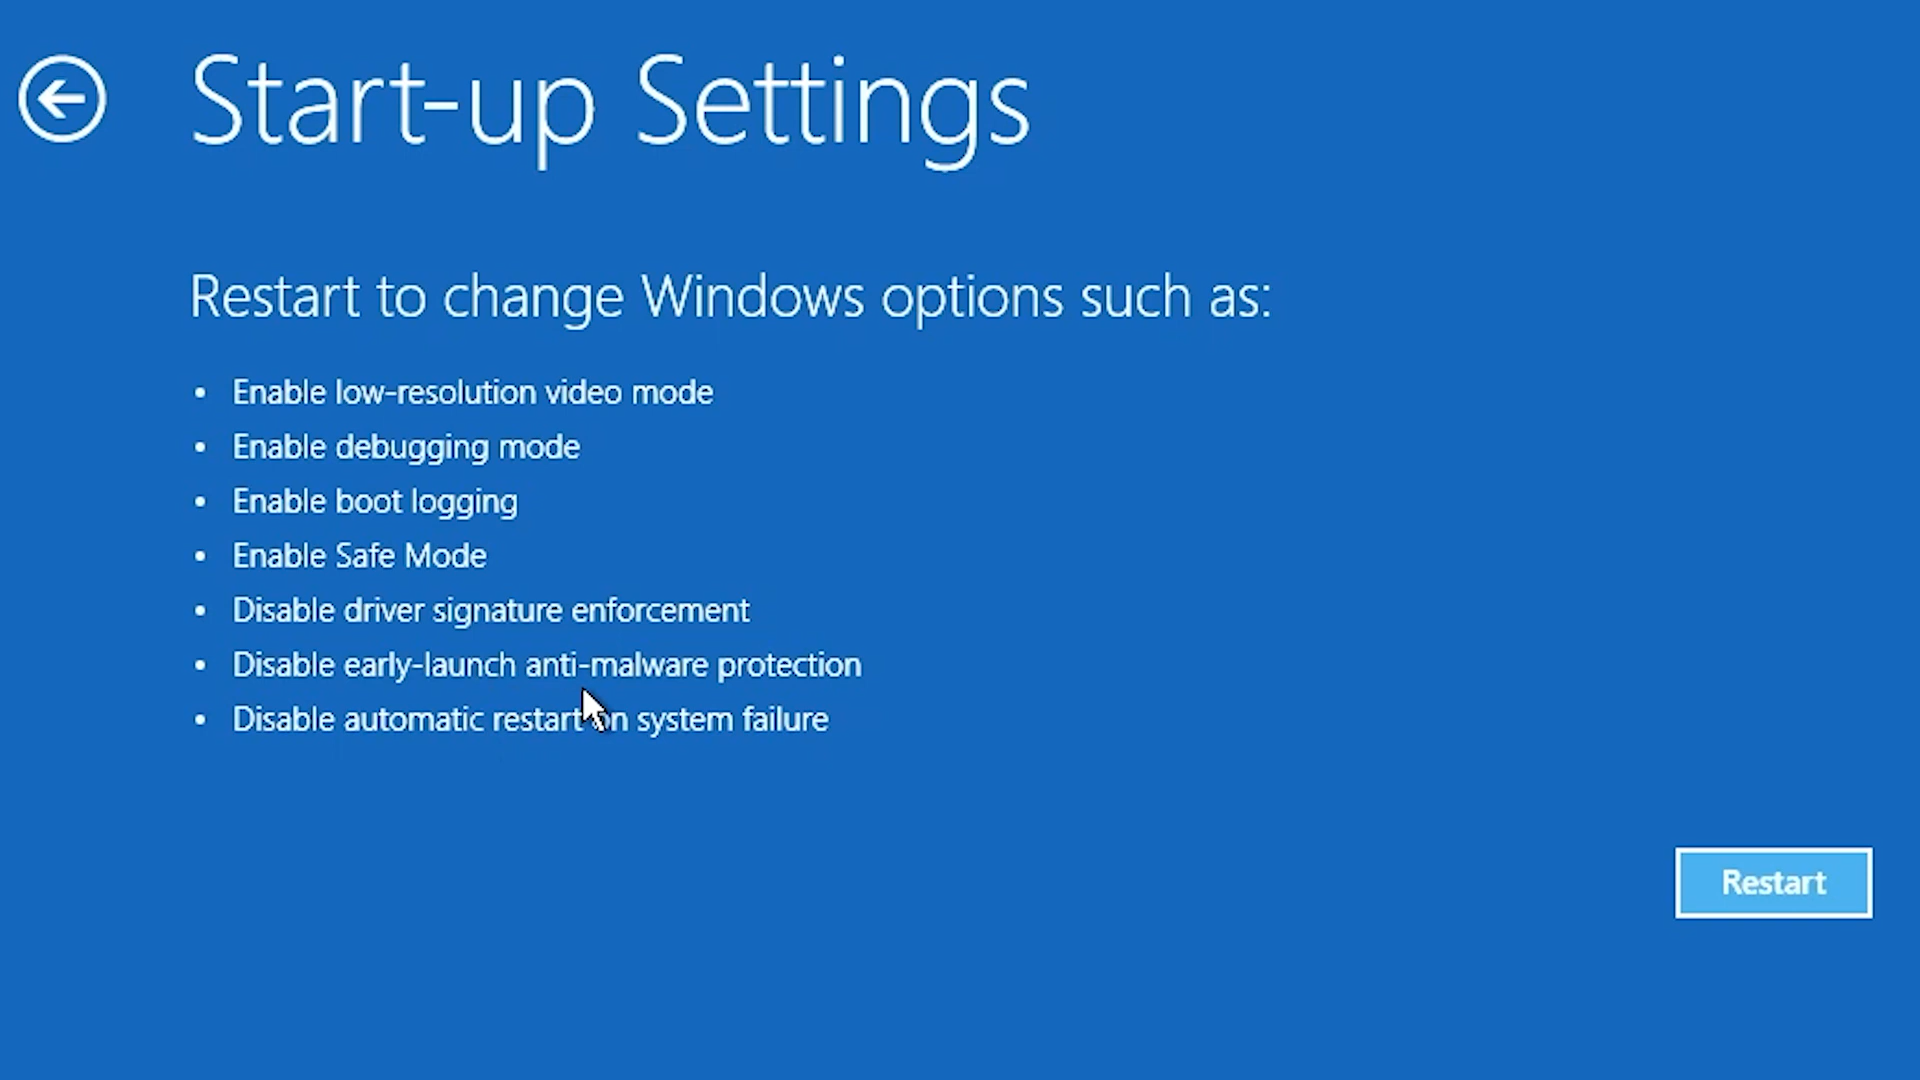 Start-up Settings
Restart to change Windows options such as:
• Enable low-resolution video mode
• Enable debugging mode
• Enable boot logging
• Enable Safe Mode
• Disable driver signature enforcement
• Disable early-launch anti-malware protection
• Disable automatic restart on system failure
Restart